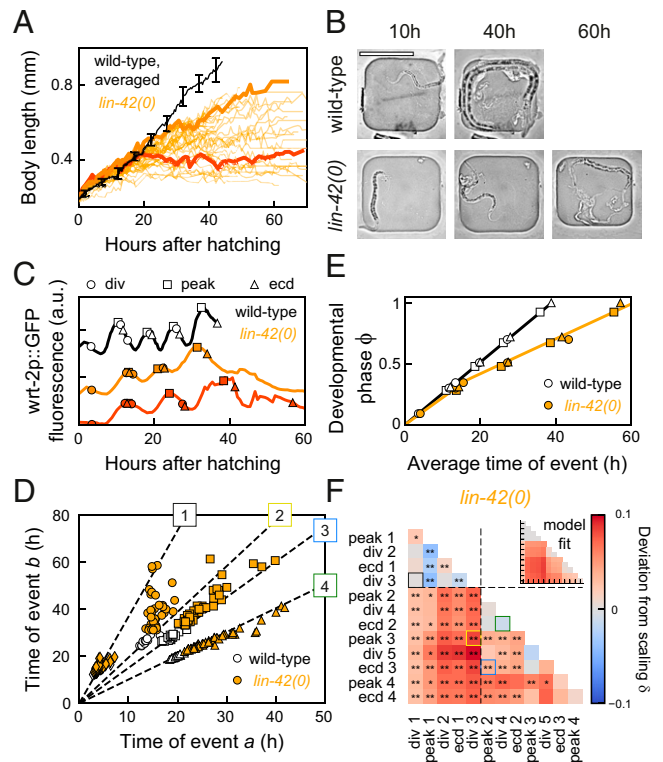 A
wild-type,
averaged
lin-42(0)
Body length (mm)
0.8
0.4
0 20 40 60 80
Hours after hatching
B
10h 40h 60h
wild-type
lin-42(0)
C
div peak ecd
wild-type
lin-42(0)
wrt-2p::GFP
fluorescence (a.u.)
0 20 40 60
Hours after hatching
E
Developmental
phase ϕ
1
0.5
0
0 20 40 60
wild-type
lin-42(0)
Average time of event (h)
D
1
2
3
4
Time of event b (h)
80
60
40
20
0
0 10 20 30 40 50
wild-type
lin-42(0)
Time of event a (h)
F
lin-42(0)
model
fit
0.1
0
−0.1
Deviation from scaling δ
peak 1 *
div 2 **
ecd 1 ** **
div 3 ** **
peak 2 ** ** ** **
div 4 ** ** ** **
ecd 2 ** ** ** **
peak 3 ** ** ** ** ** ** ** **
div 5 ** ** ** ** ** ** ** **
ecd 3 ** ** ** ** ** ** ** **
peak 4 ** ** ** ** ** ** ** ** ** *
ecd 4 ** ** ** ** ** ** ** **
div 1
peak 1
div 2
ecd 1
div 3
peak 2
div 4
ecd 2
peak 3
div 5
ecd 3
peak 4